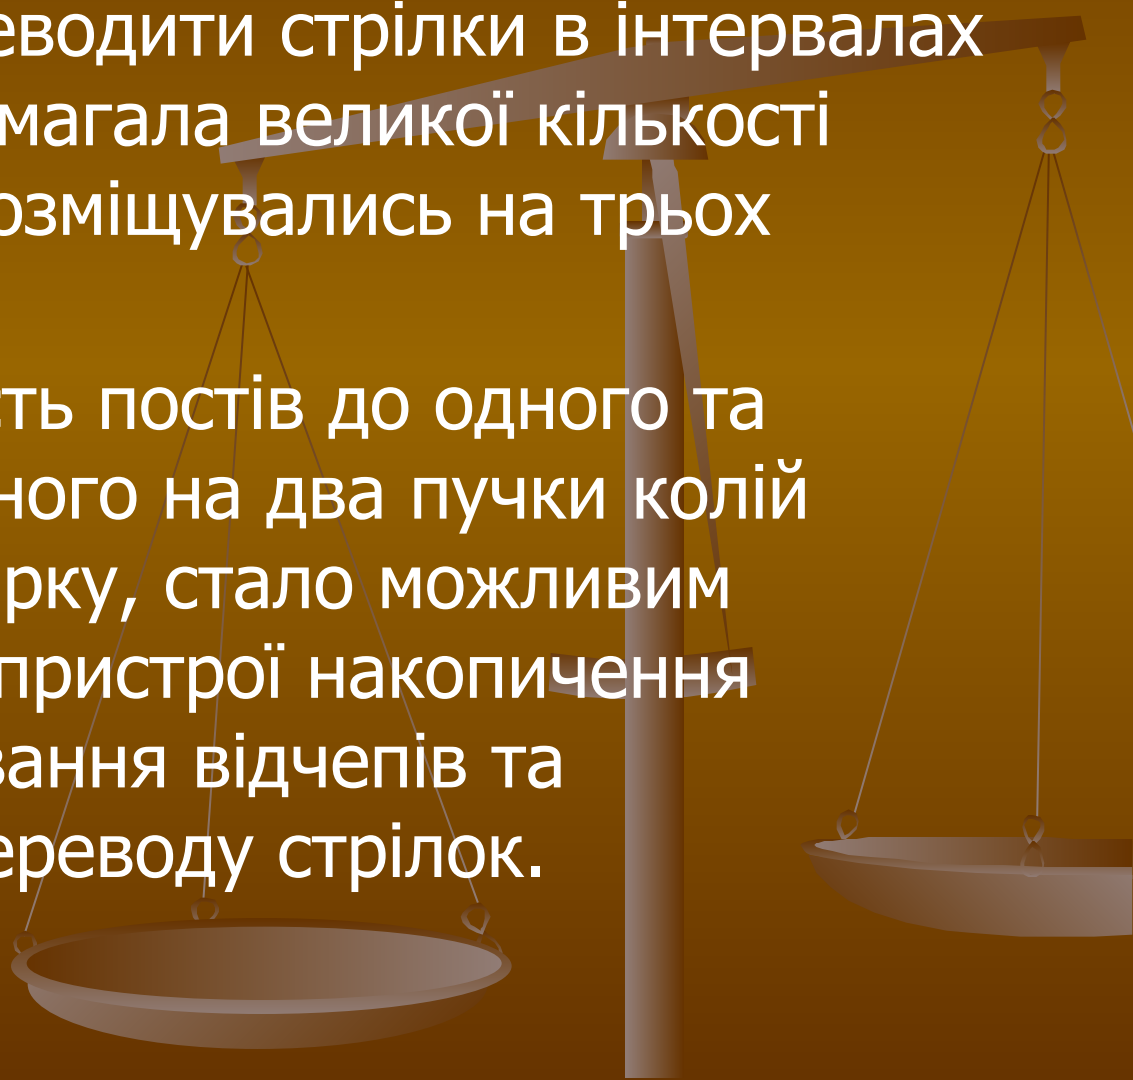 еводити стрілки в інтервалах
магала великої кількості
озміщувались на трьох
сть постів до одного та
ного на два пучки колій
рку, стало можливим
пристрої накопичення
вання відчепів та
ереводу стрілок.